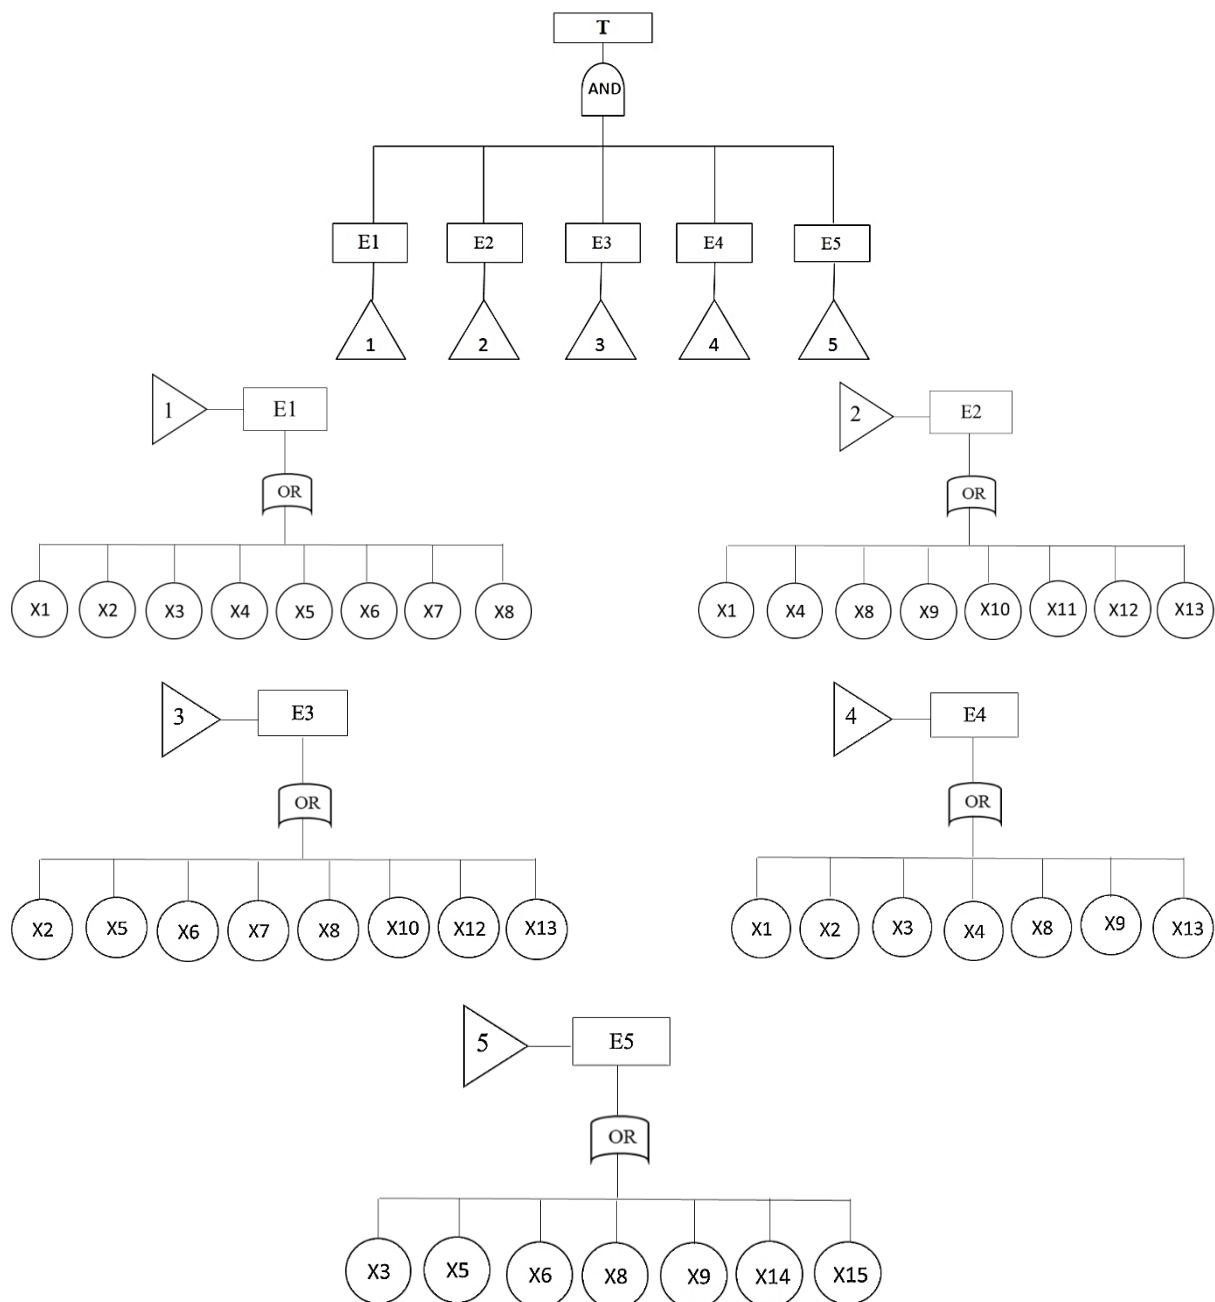 T
AND
E1 E2 E3 E4 E5
1 2 3 4 5
1 E1
OR
X1 X2 X3 X4 X5 X6 X7 X8
2 E2
OR
X1 X4 X8 X9 X10 X11 X12 X13
3 E3
OR
X2 X5 X6 X7 X8 X10 X12 X13
4 E4
OR
X1 X2 X3 X4 X8 X9 X13
5 E5
OR
X3 X5 X6 X8 X9 X14 X15